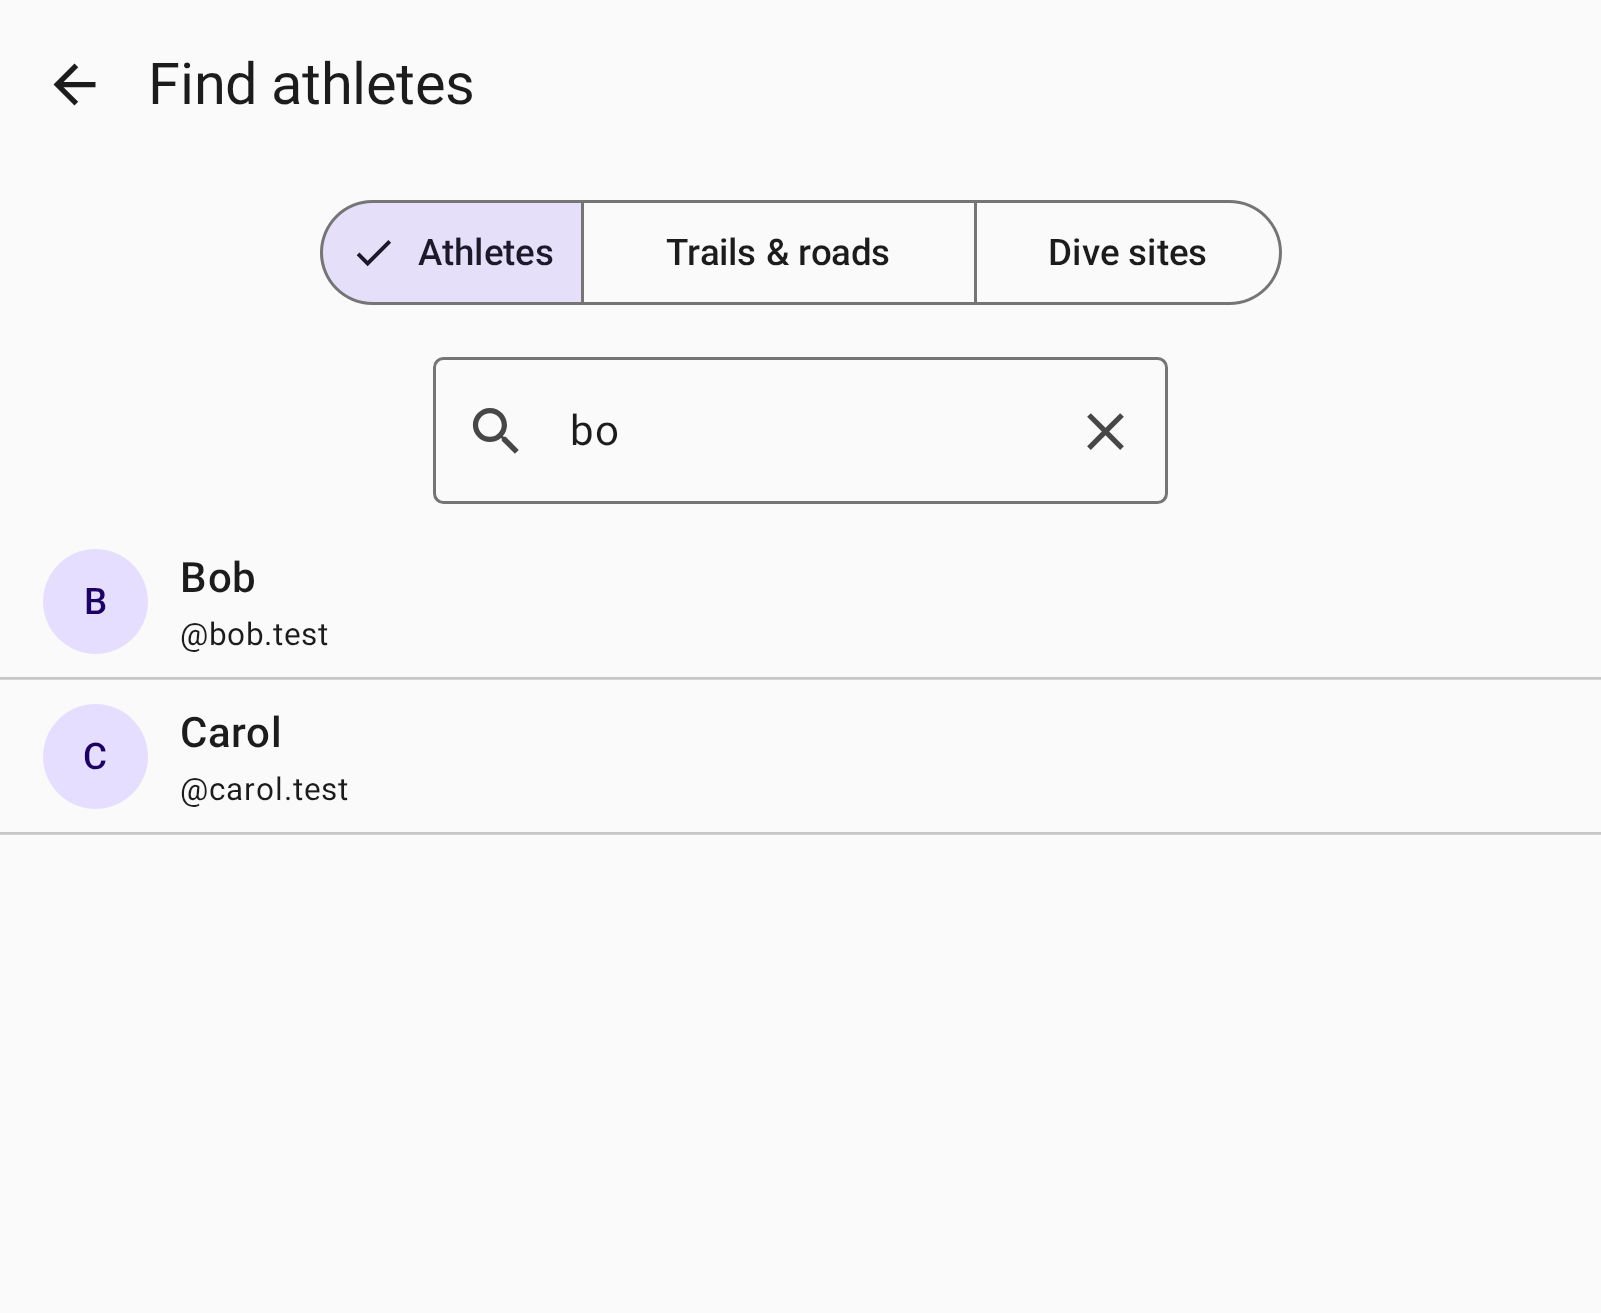 Find athletes
Athletes
Trails & roads
Dive sites
bo
B
Bob
@bob.test
C
Carol
@carol.test